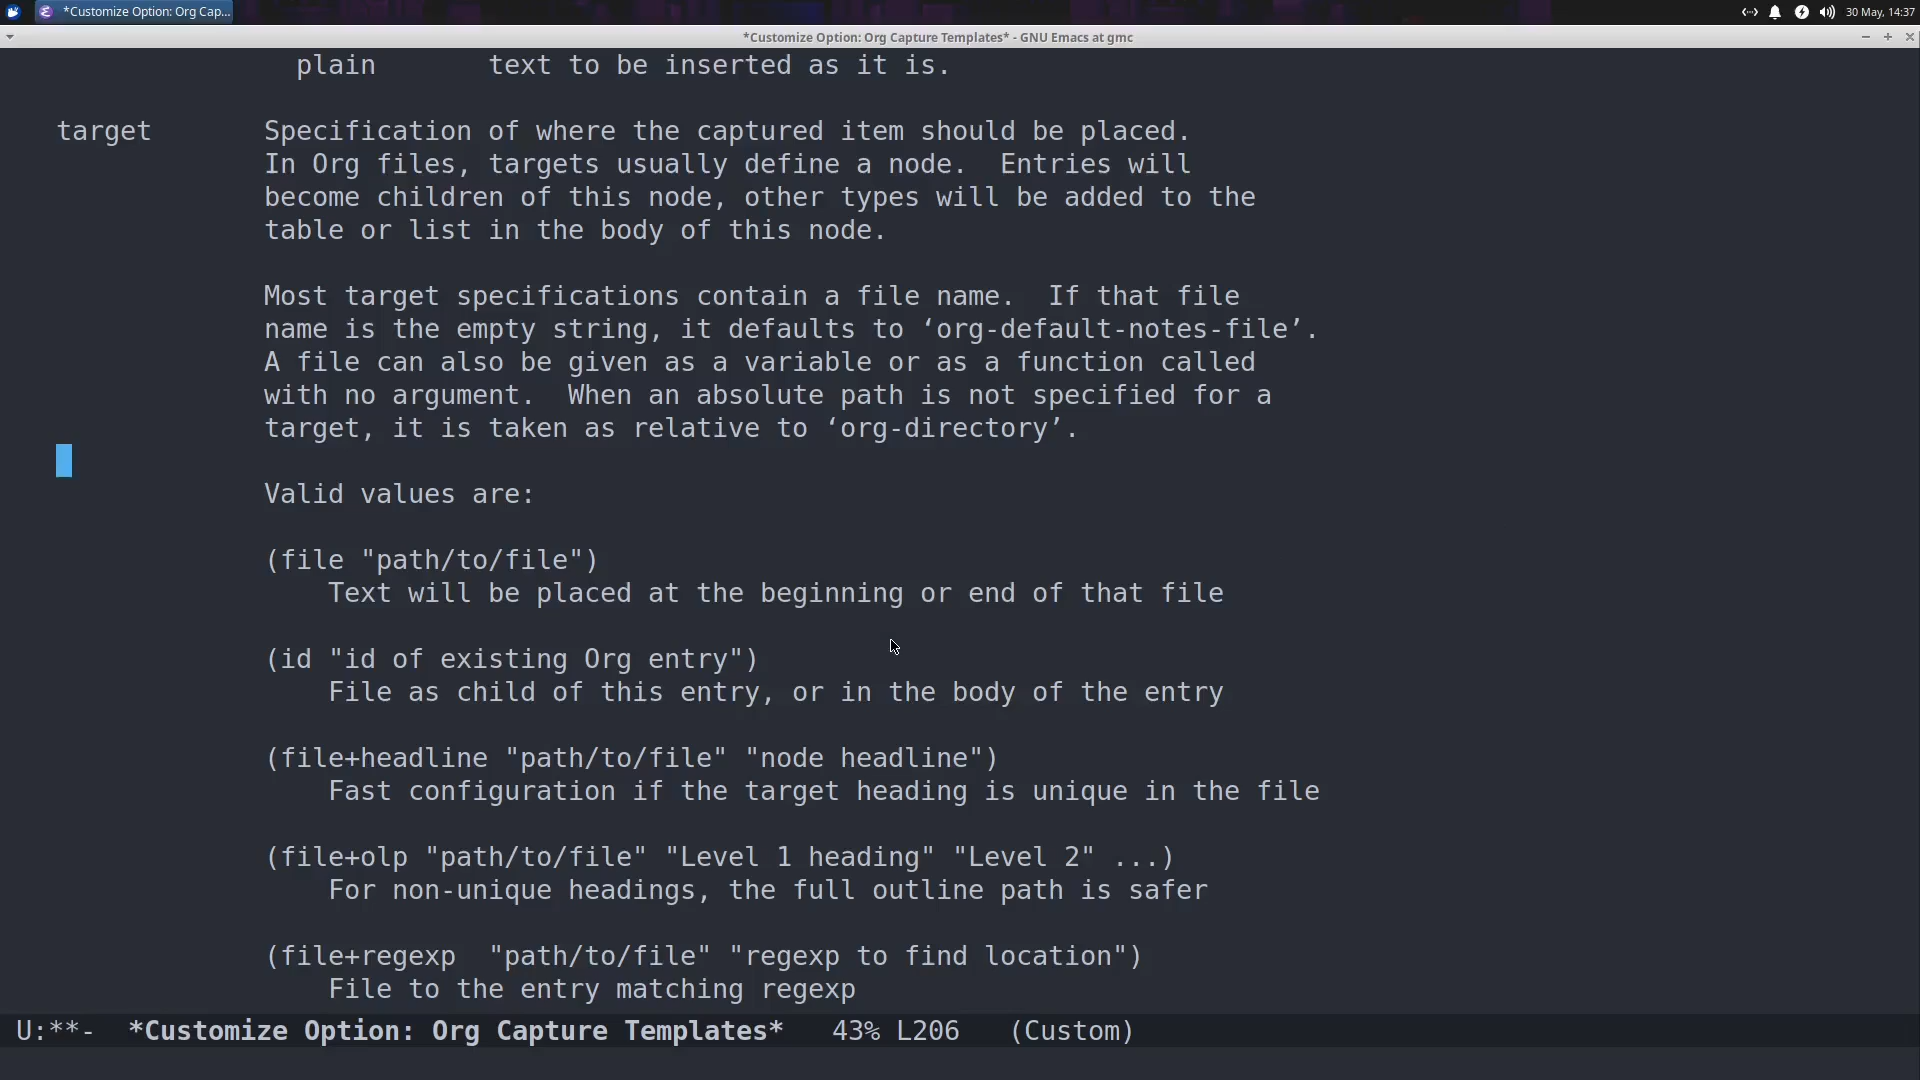 *Customize Option: Org Cap...
30 May, 14:37
*Customize Option: Org Capture Templates* - GNU Emacs at gmc
plain       text to be inserted as it is.
target       Specification of where the captured item should be placed.
In Org files, targets usually define a node.  Entries will
become children of this node, other types will be added to the
table or list in the body of this node.
Most target specifications contain a file name.  If that file
name is the empty string, it defaults to ‘org-default-notes-file’.
A file can also be given as a variable or as a function called
with no argument.  When an absolute path is not specified for a
target, it is taken as relative to ‘org-directory’.
Valid values are:
(file "path/to/file")
Text will be placed at the beginning or end of that file
(id "id of existing Org entry")
File as child of this entry, or in the body of the entry
(file+headline "path/to/file" "node headline")
Fast configuration if the target heading is unique in the file
(file+olp "path/to/file" "Level 1 heading" "Level 2" ...)
For non-unique headings, the full outline path is safer
(file+regexp  "path/to/file" "regexp to find location")
File to the entry matching regexp
U:**-  *Customize Option: Org Capture Templates*   43% L206   (Custom)